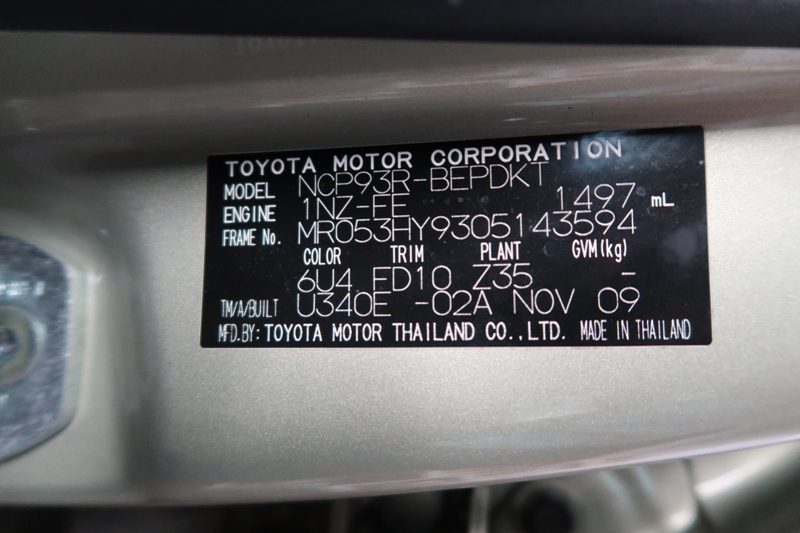 TOYOTA MOTOR CORPORATION
MODEL NCP93R-BEPDKT
ENGINE 1NZ-FE 1497 mL
FRAME No. MR053HY9305143594
COLOR TRIM PLANT GVM(kg)
6U4 FD10 Z35 -
TM/A/BUILT U340E -02A NOV 09
MFD.BY: TOYOTA MOTOR THAILAND CO.,LTD. MADE IN THAILAND